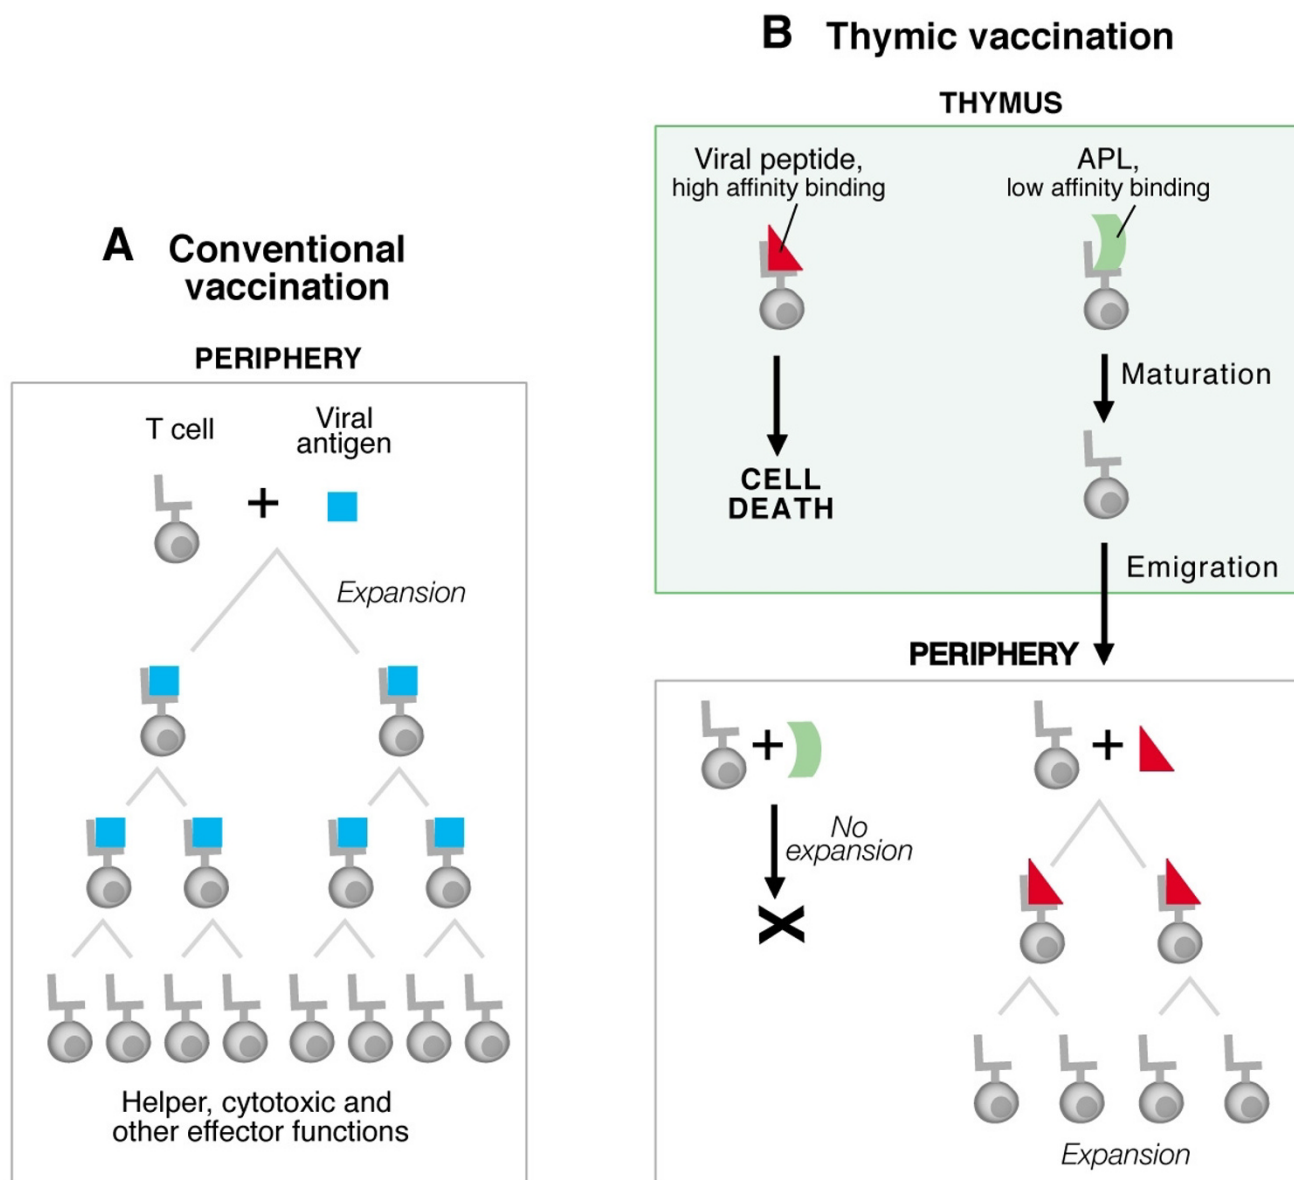 A Conventional
vaccination
PERIPHERY
T cell
+
Viral
antigen
Expansion
Helper, cytotoxic and
other effector functions
B Thymic vaccination
THYMUS
Viral peptide,
high affinity binding
APL,
low affinity binding
CELL
DEATH
Maturation
Emigration
PERIPHERY
+
No
expansion
X
+
Expansion